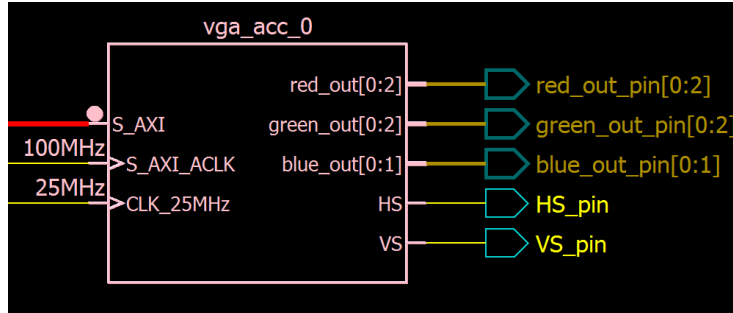 vga_acc_0
red_out[0:2] red_out_pin[0:2]
S_AXI green_out[0:2] green_out_pin[0:2]
100MHz S_AXI_ACLK blue_out[0:1] blue_out_pin[0:1]
25MHz CLK_25MHz HS HS_pin
VS VS_pin